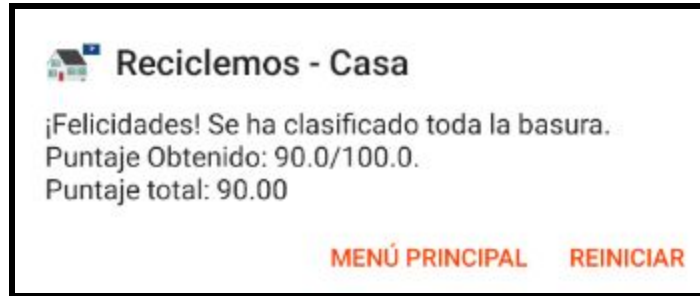 Reciclemos - Casa
¡Felicidades! Se ha clasificado toda la basura.
Puntaje Obtenido: 90.0/100.0.
Puntaje total: 90.00
MENÚ PRINCIPAL REINICIAR